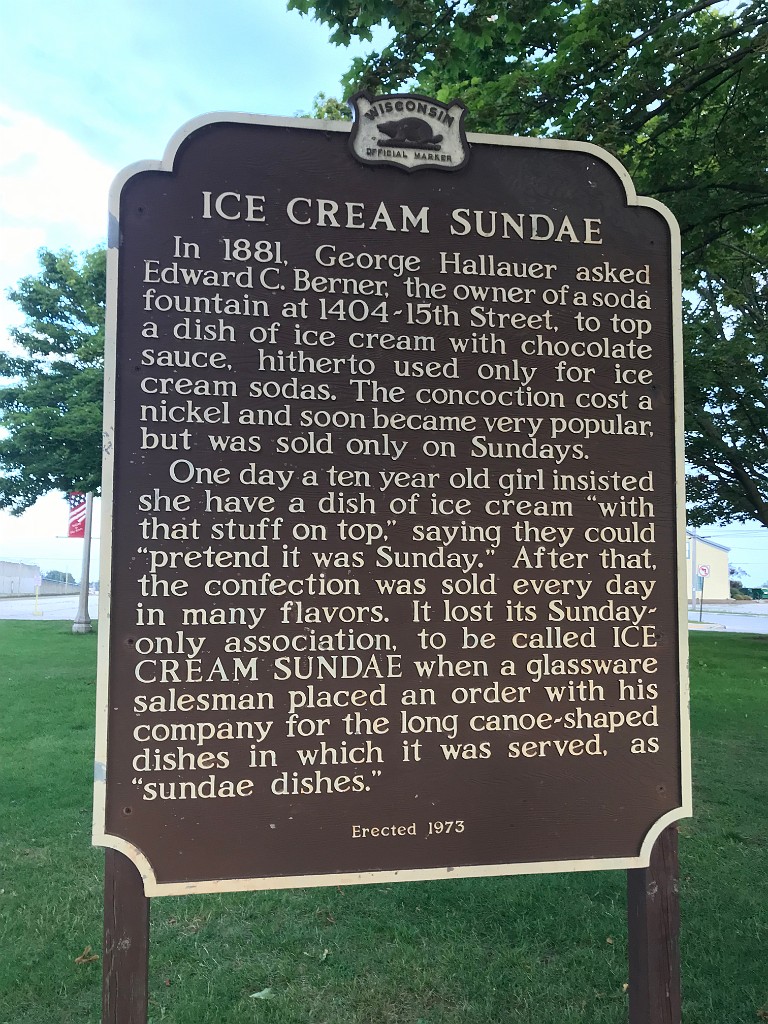 WISCONSIN
OFFICIAL MARKER
ICE CREAM SUNDAE
In 1881, George Hallauer asked
Edward C. Berner, the owner of a soda
fountain at 1404-15th Street, to top
a dish of ice cream with chocolate
sauce, hitherto used only for ice
cream sodas. The concoction cost a
nickel and soon became very popular,
but was sold only on Sundays.
One day a ten year old girl insisted
she have a dish of ice cream “with
that stuff on top,” saying they could
“pretend it was Sunday.” After that,
the confection was sold every day
in many flavors. It lost its Sunday-
only association, to be called ICE
CREAM SUNDAE when a glassware
salesman placed an order with his
company for the long canoe-shaped
dishes in which it was served, as
“sundae dishes.”
Erected 1973